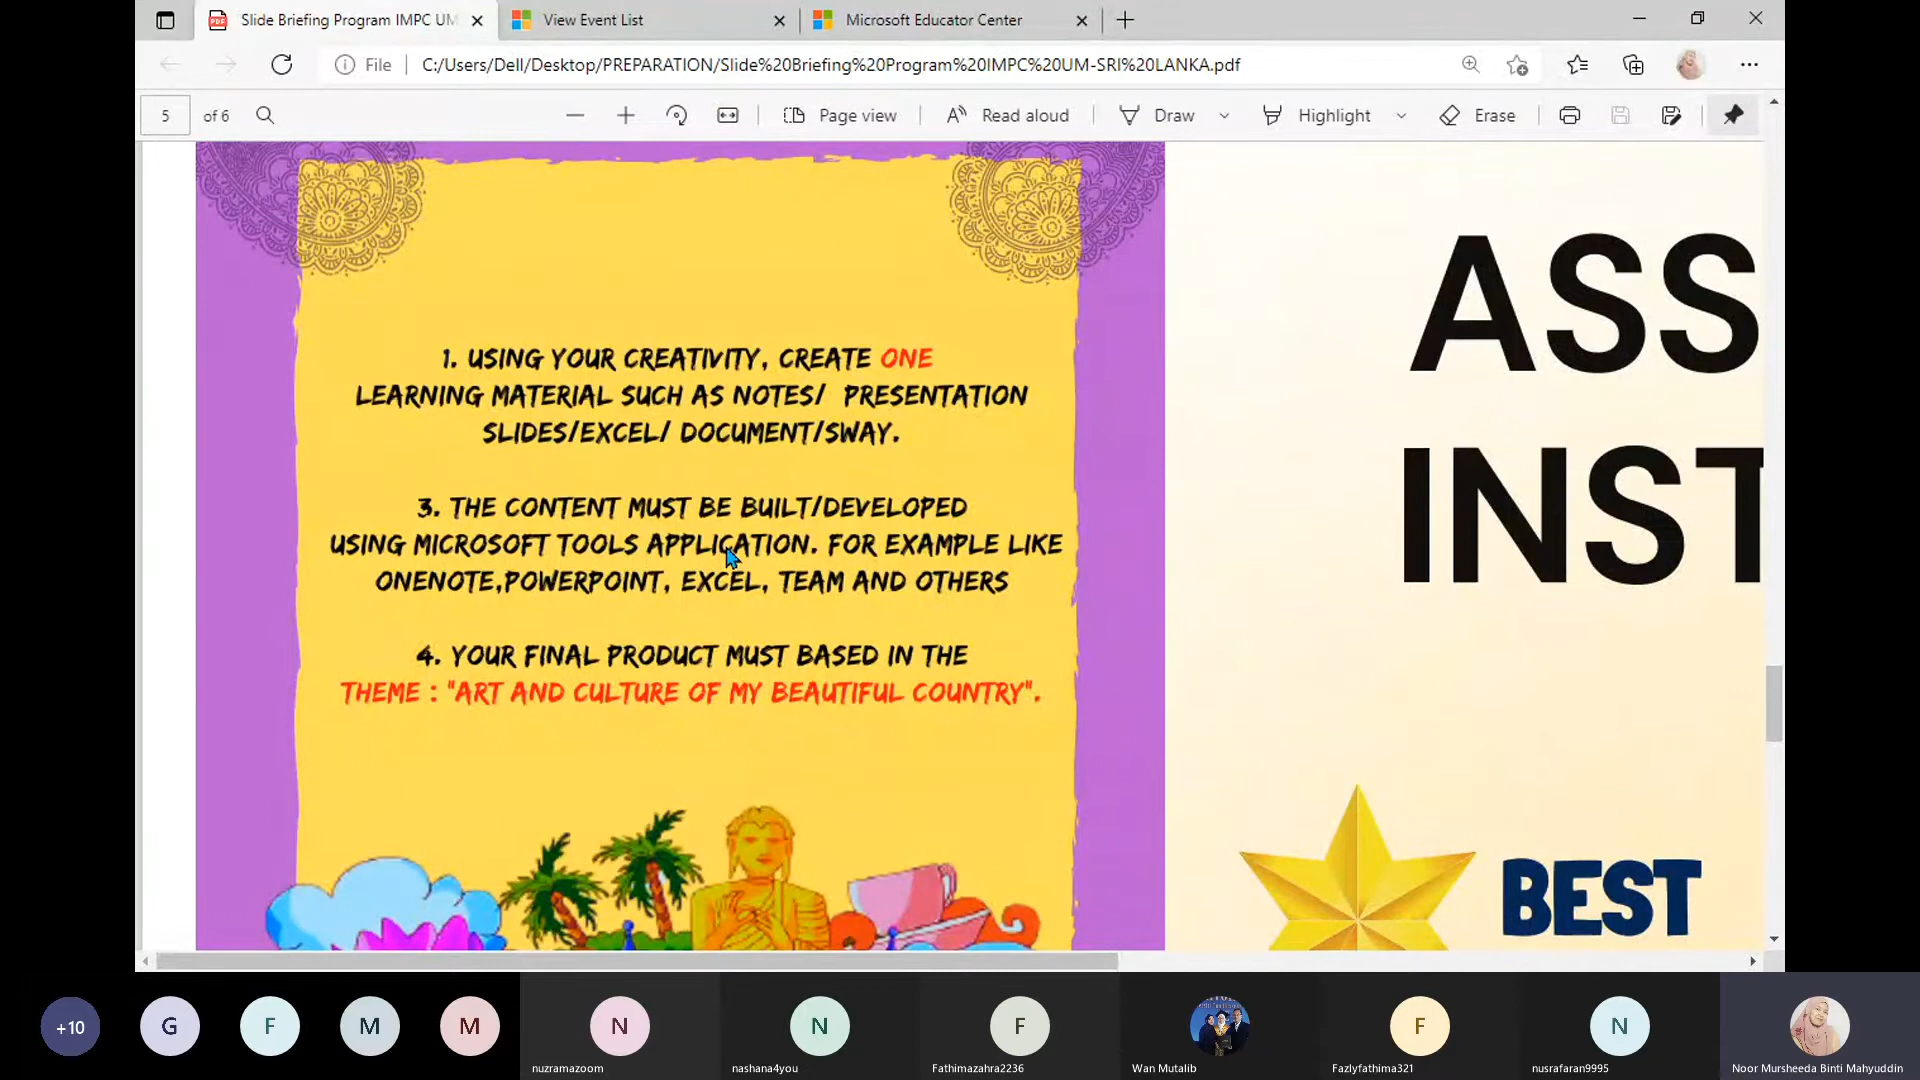 Slide Briefing Program IMPC UM
View Event List
Microsoft Educator Center
File
C:/Users/Dell/Desktop/PREPARATION/Slide%20Briefing%20Program%20IMPC%20UM-SRI%20LANKA.pdf
5 of 6
Page view
Read aloud
Draw
Highlight
Erase
1. USING YOUR CREATIVITY, CREATE ONE
LEARNING MATERIAL SUCH AS NOTES/ PRESENTATION
SLIDES/EXCEL/ DOCUMENT/SWAY.
3. THE CONTENT MUST BE BUILT/DEVELOPED
USING MICROSOFT TOOLS APPLICATION. FOR EXAMPLE LIKE
ONENOTE,POWERPOINT, EXCEL, TEAM AND OTHERS
4. YOUR FINAL PRODUCT MUST BASED IN THE
THEME : "ART AND CULTURE OF MY BEAUTIFUL COUNTRY".
ASS
INST
BEST
+10
G
F
M
M
N
nuzramazoom
N
nashana4you
F
Fathimazahra2236
Wan Mutalib
F
Fazlyfathima321
N
nusrafaran9995
Noor Mursheeda Binti Mahyuddin